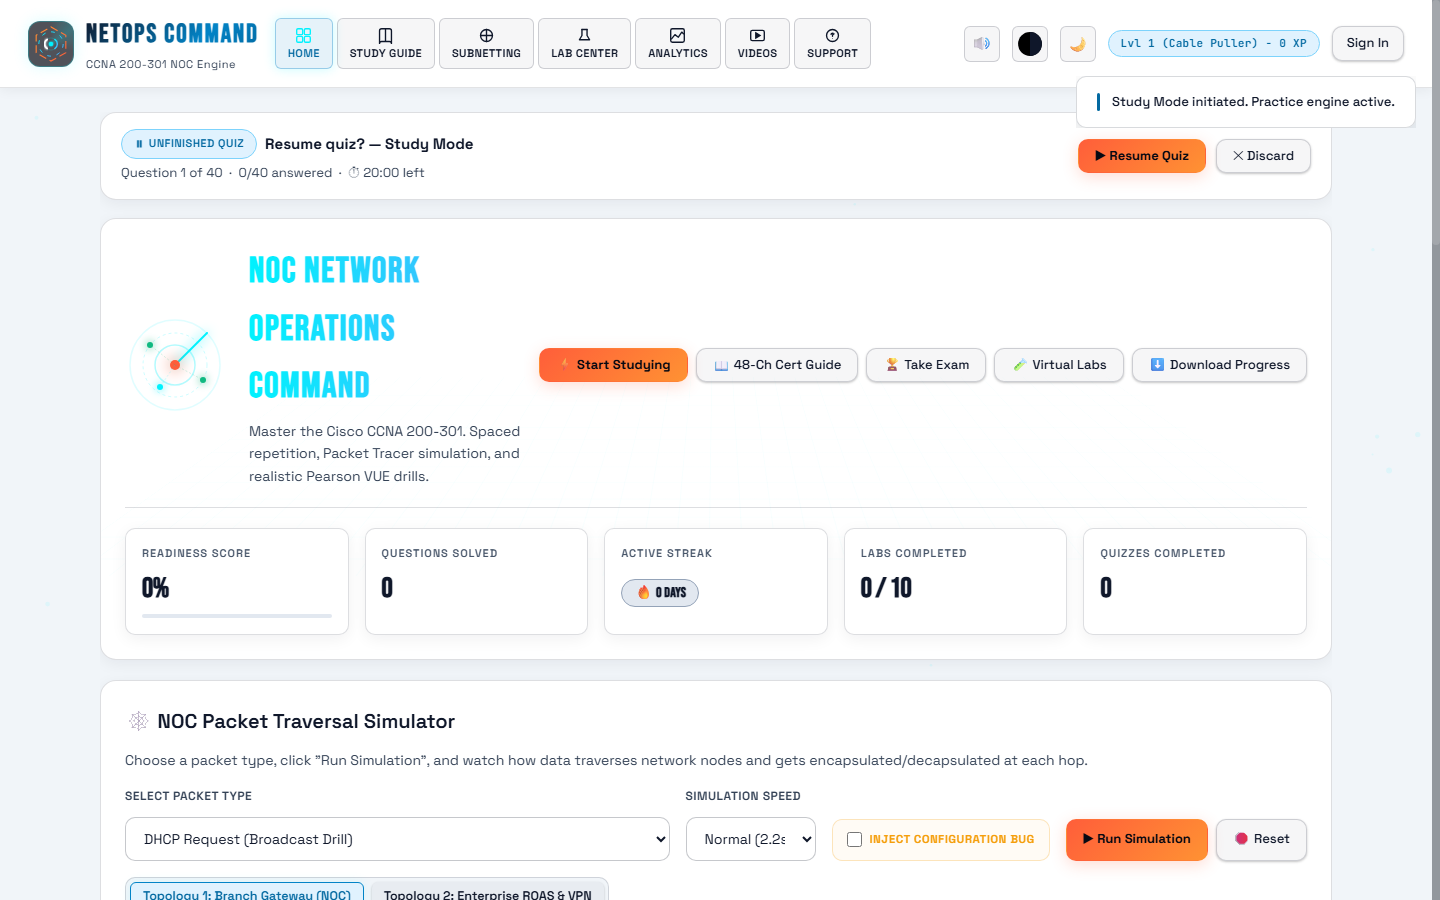 NETOPS COMMAND
CCNA 200-301 NOC Engine
HOME
STUDY GUIDE
SUBNETTING
LAB CENTER
ANALYTICS
VIDEOS
SUPPORT
Lvl 1 (Cable Puller) - 0 XP
Sign In
Study Mode initiated. Practice engine active.
UNFINISHED QUIZ
Resume quiz? — Study Mode
Question 1 of 40 · 0/40 answered · ⏱ 20:00 left
▶ Resume Quiz
✕ Discard
NOC NETWORK
OPERATIONS
COMMAND
Master the Cisco CCNA 200-301. Spaced
repetition, Packet Tracer simulation, and
realistic Pearson VUE drills.
Start Studying
48-Ch Cert Guide
Take Exam
Virtual Labs
Download Progress
READINESS SCORE
0%
QUESTIONS SOLVED
0
ACTIVE STREAK
0 DAYS
LABS COMPLETED
0 / 10
QUIZZES COMPLETED
0
NOC Packet Traversal Simulator
Choose a packet type, click "Run Simulation", and watch how data traverses network nodes and gets encapsulated/decapsulated at each hop.
SELECT PACKET TYPE
SIMULATION SPEED
DHCP Request (Broadcast Drill)
Normal (2.2s
INJECT CONFIGURATION BUG
▶ Run Simulation
Reset
Topology 1: Branch Gateway (NOC)
Topology 2: Enterprise ROAS & VPN